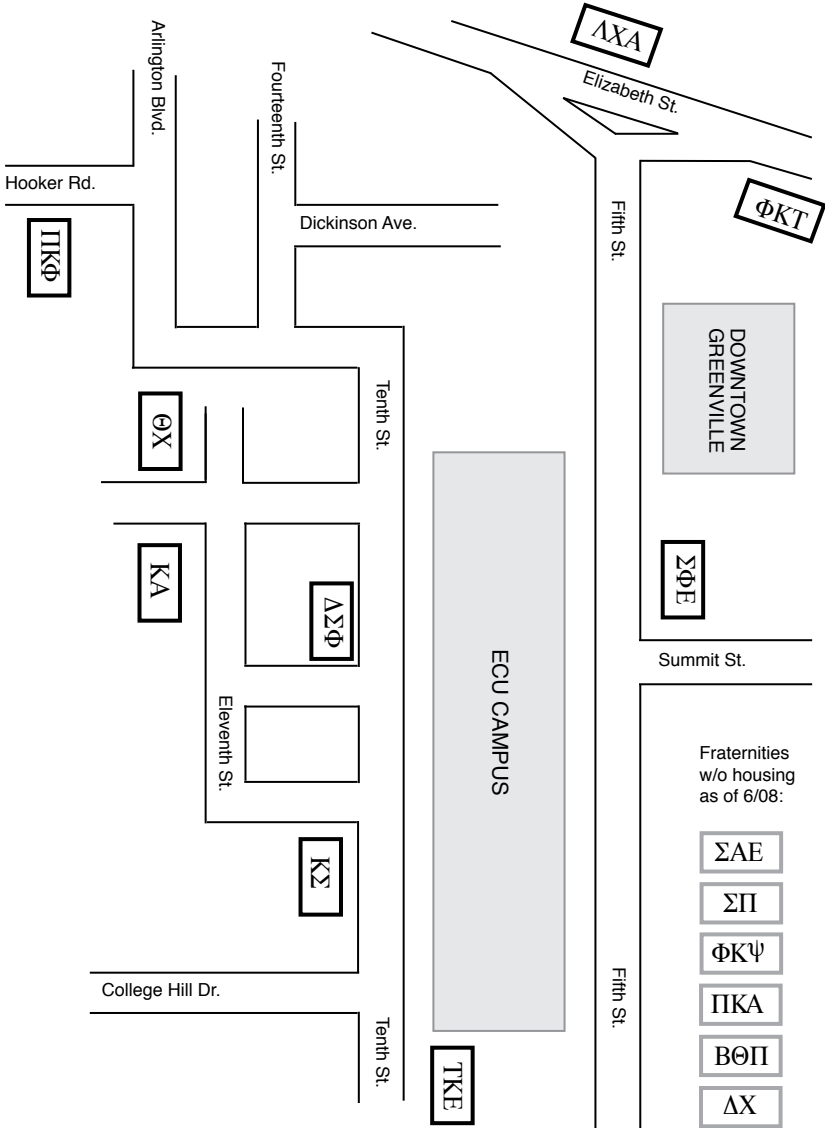 ΛΧΑ
Elizabeth St.
Arlington Blvd.
Fourteenth St.
Hooker Rd.
ΦΚΤ
Dickinson Ave.
Fifth St.
ΠΚΦ
DOWNTOWN
GREENVILLE
Tenth St.
ΘΧ
ΚΑ
ΣΦΕ
ΔΣΦ
Summit St.
ECU CAMPUS
Eleventh St.
Fraternities
w/o housing
as of 6/08:
ΣΑΕ
ΣΠ
ΦΚΨ
ΠΚΑ
ΒΘΠ
ΔΧ
ΚΣ
College Hill Dr.
Fifth St.
Tenth St.
ΤΚΕ